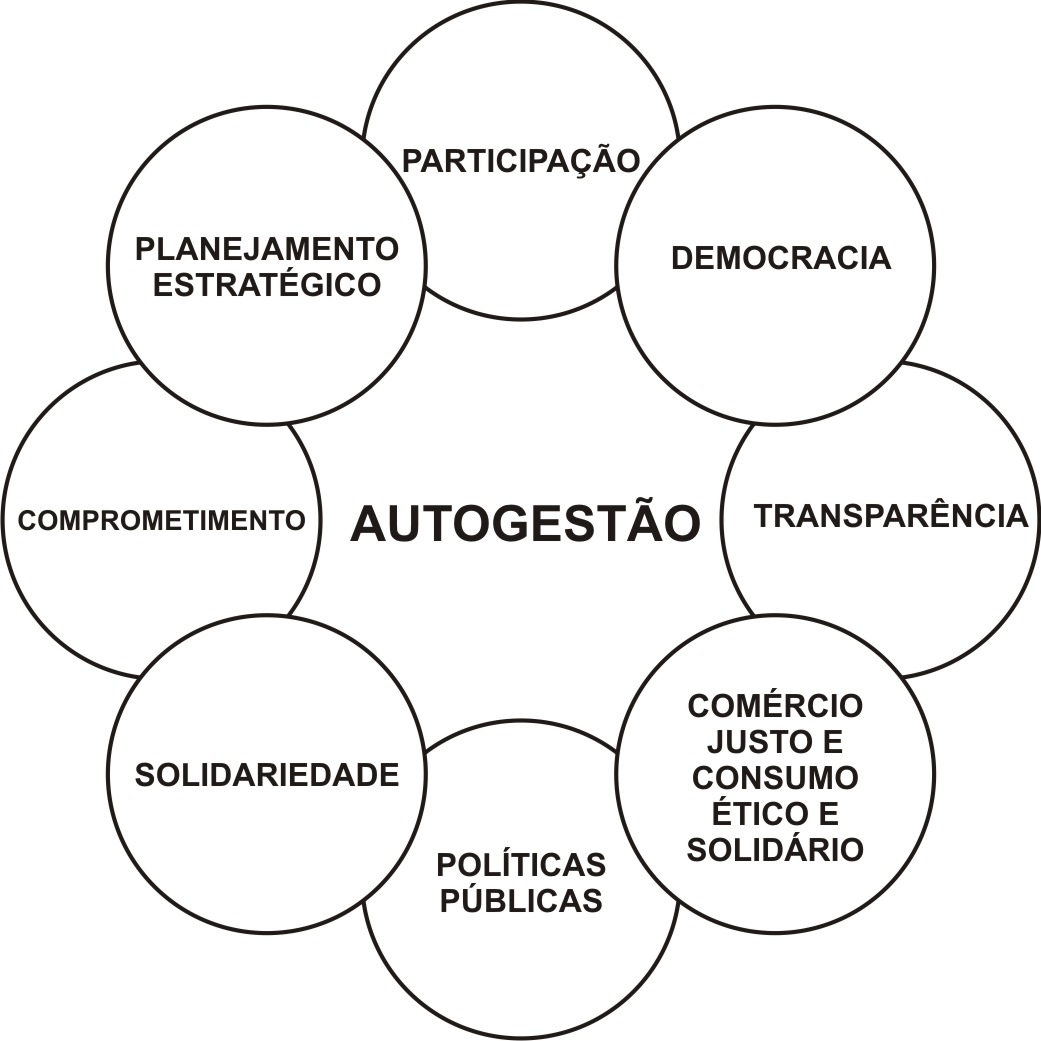 PARTICIPAÇÃO
PLANEJAMENTO
ESTRATÉGICO
DEMOCRACIA
COMPROMETIMENTO
AUTOGESTÃO
TRANSPARÊNCIA
SOLIDARIEDADE
COMÉRCIO
JUSTO E
CONSUMO
ÉTICO E
SOLIDÁRIO
POLÍTICAS
PÚBLICAS